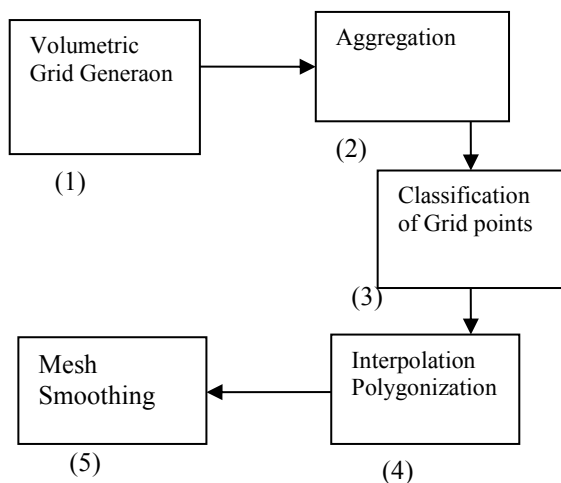 Volumetric
Grid Generaon
(1)
Aggregation
(2)
Classification
of Grid points
(3)
Interpolation
Polygonization
(4)
Mesh
Smoothing
(5)